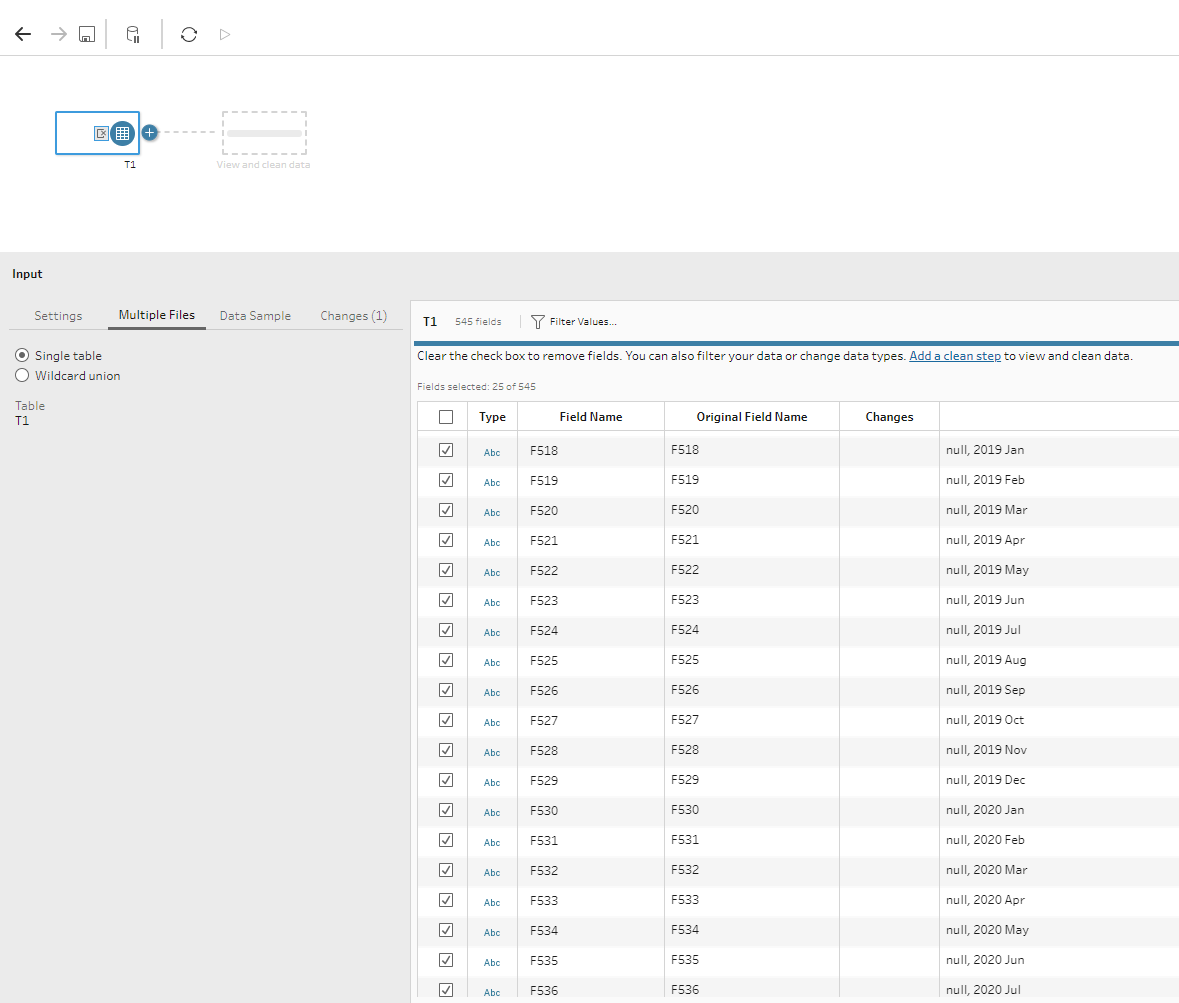 T1
View and clean data
Input
Settings Multiple Files Data Sample Changes (1)
Single table
Wildcard union
Table
T1
T1 545 fields Filter Values...
Clear the check box to remove fields. You can also filter your data or change data types. Add a clean step to view and clean data.
Fields selected: 25 of 545
Type Field Name Original Field Name Changes
Abc F518 F518 null, 2019 Jan
Abc F519 F519 null, 2019 Feb
Abc F520 F520 null, 2019 Mar
Abc F521 F521 null, 2019 Apr
Abc F522 F522 null, 2019 May
Abc F523 F523 null, 2019 Jun
Abc F524 F524 null, 2019 Jul
Abc F525 F525 null, 2019 Aug
Abc F526 F526 null, 2019 Sep
Abc F527 F527 null, 2019 Oct
Abc F528 F528 null, 2019 Nov
Abc F529 F529 null, 2019 Dec
Abc F530 F530 null, 2020 Jan
Abc F531 F531 null, 2020 Feb
Abc F532 F532 null, 2020 Mar
Abc F533 F533 null, 2020 Apr
Abc F534 F534 null, 2020 May
Abc F535 F535 null, 2020 Jun
Abc F536 F536 null, 2020 Jul